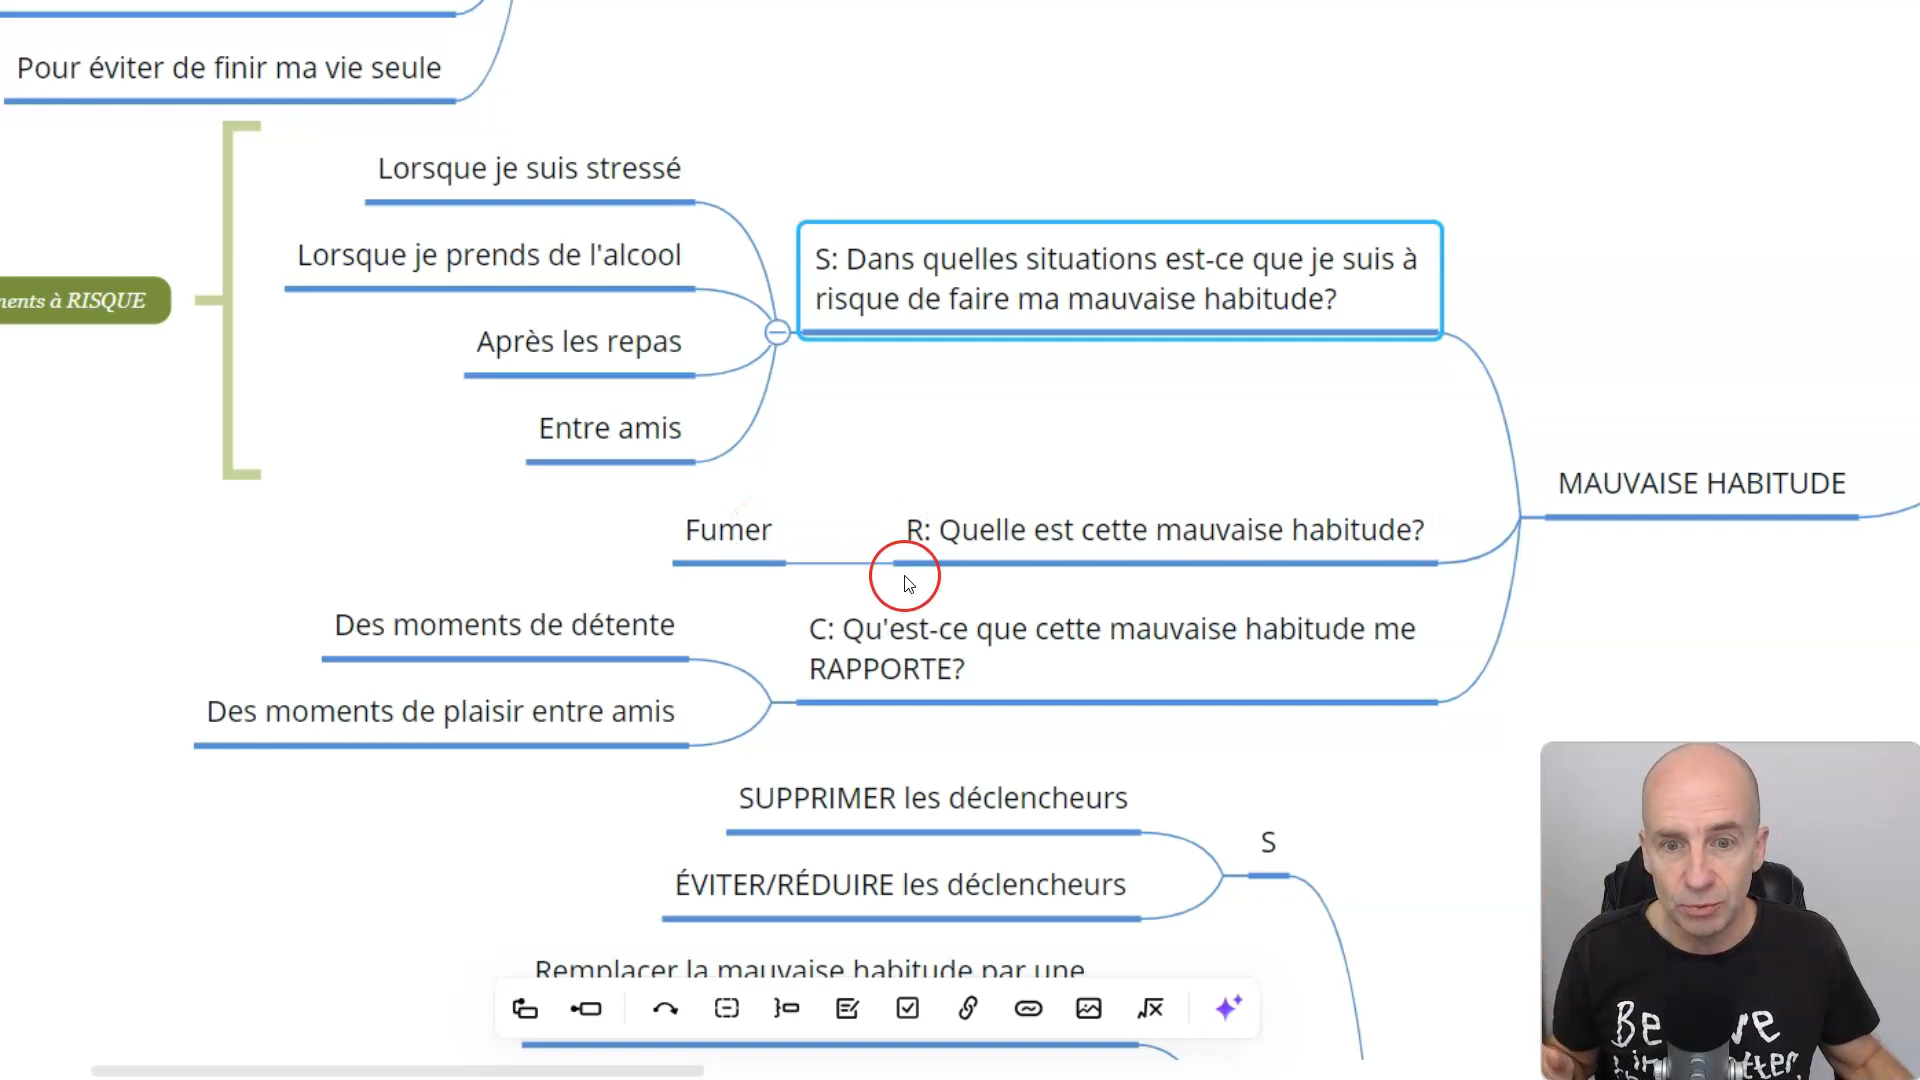 Pour éviter de finir ma vie seule
Lorsque je suis stressé
Lorsque je prends de l'alcool
Après les repas
Entre amis
à RISQUE
S: Dans quelles situations est-ce que je suis à
risque de faire ma mauvaise habitude?
MAUVAISE HABITUDE
Fumer
R: Quelle est cette mauvaise habitude?
C: Qu'est-ce que cette mauvaise habitude me
RAPPORTE?
Des moments de détente
Des moments de plaisir entre amis
SUPPRIMER les déclencheurs
ÉVITER/RÉDUIRE les déclencheurs
S
Remplacer la mauvaise habitude par une